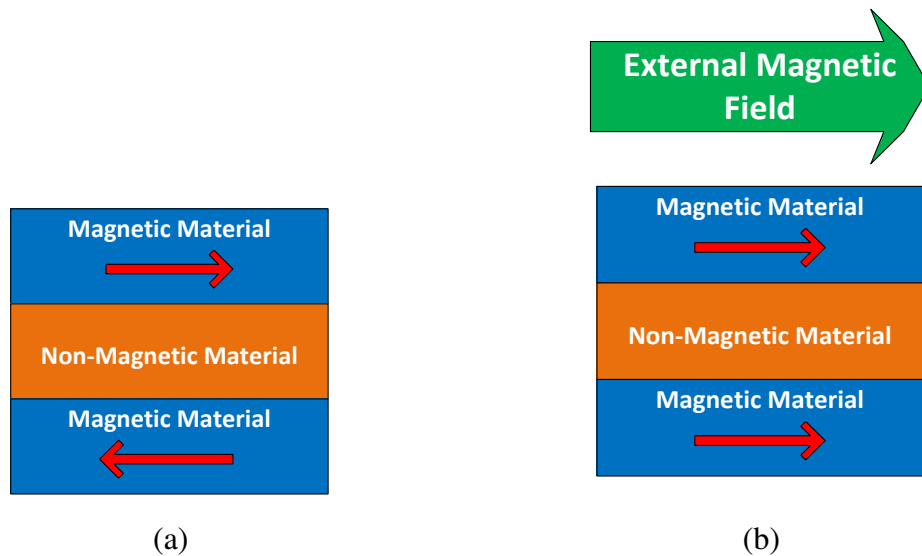 External Magnetic
Field
Magnetic Material
Non-Magnetic Material
Magnetic Material
(a)
Magnetic Material
Non-Magnetic Material
Magnetic Material
(b)